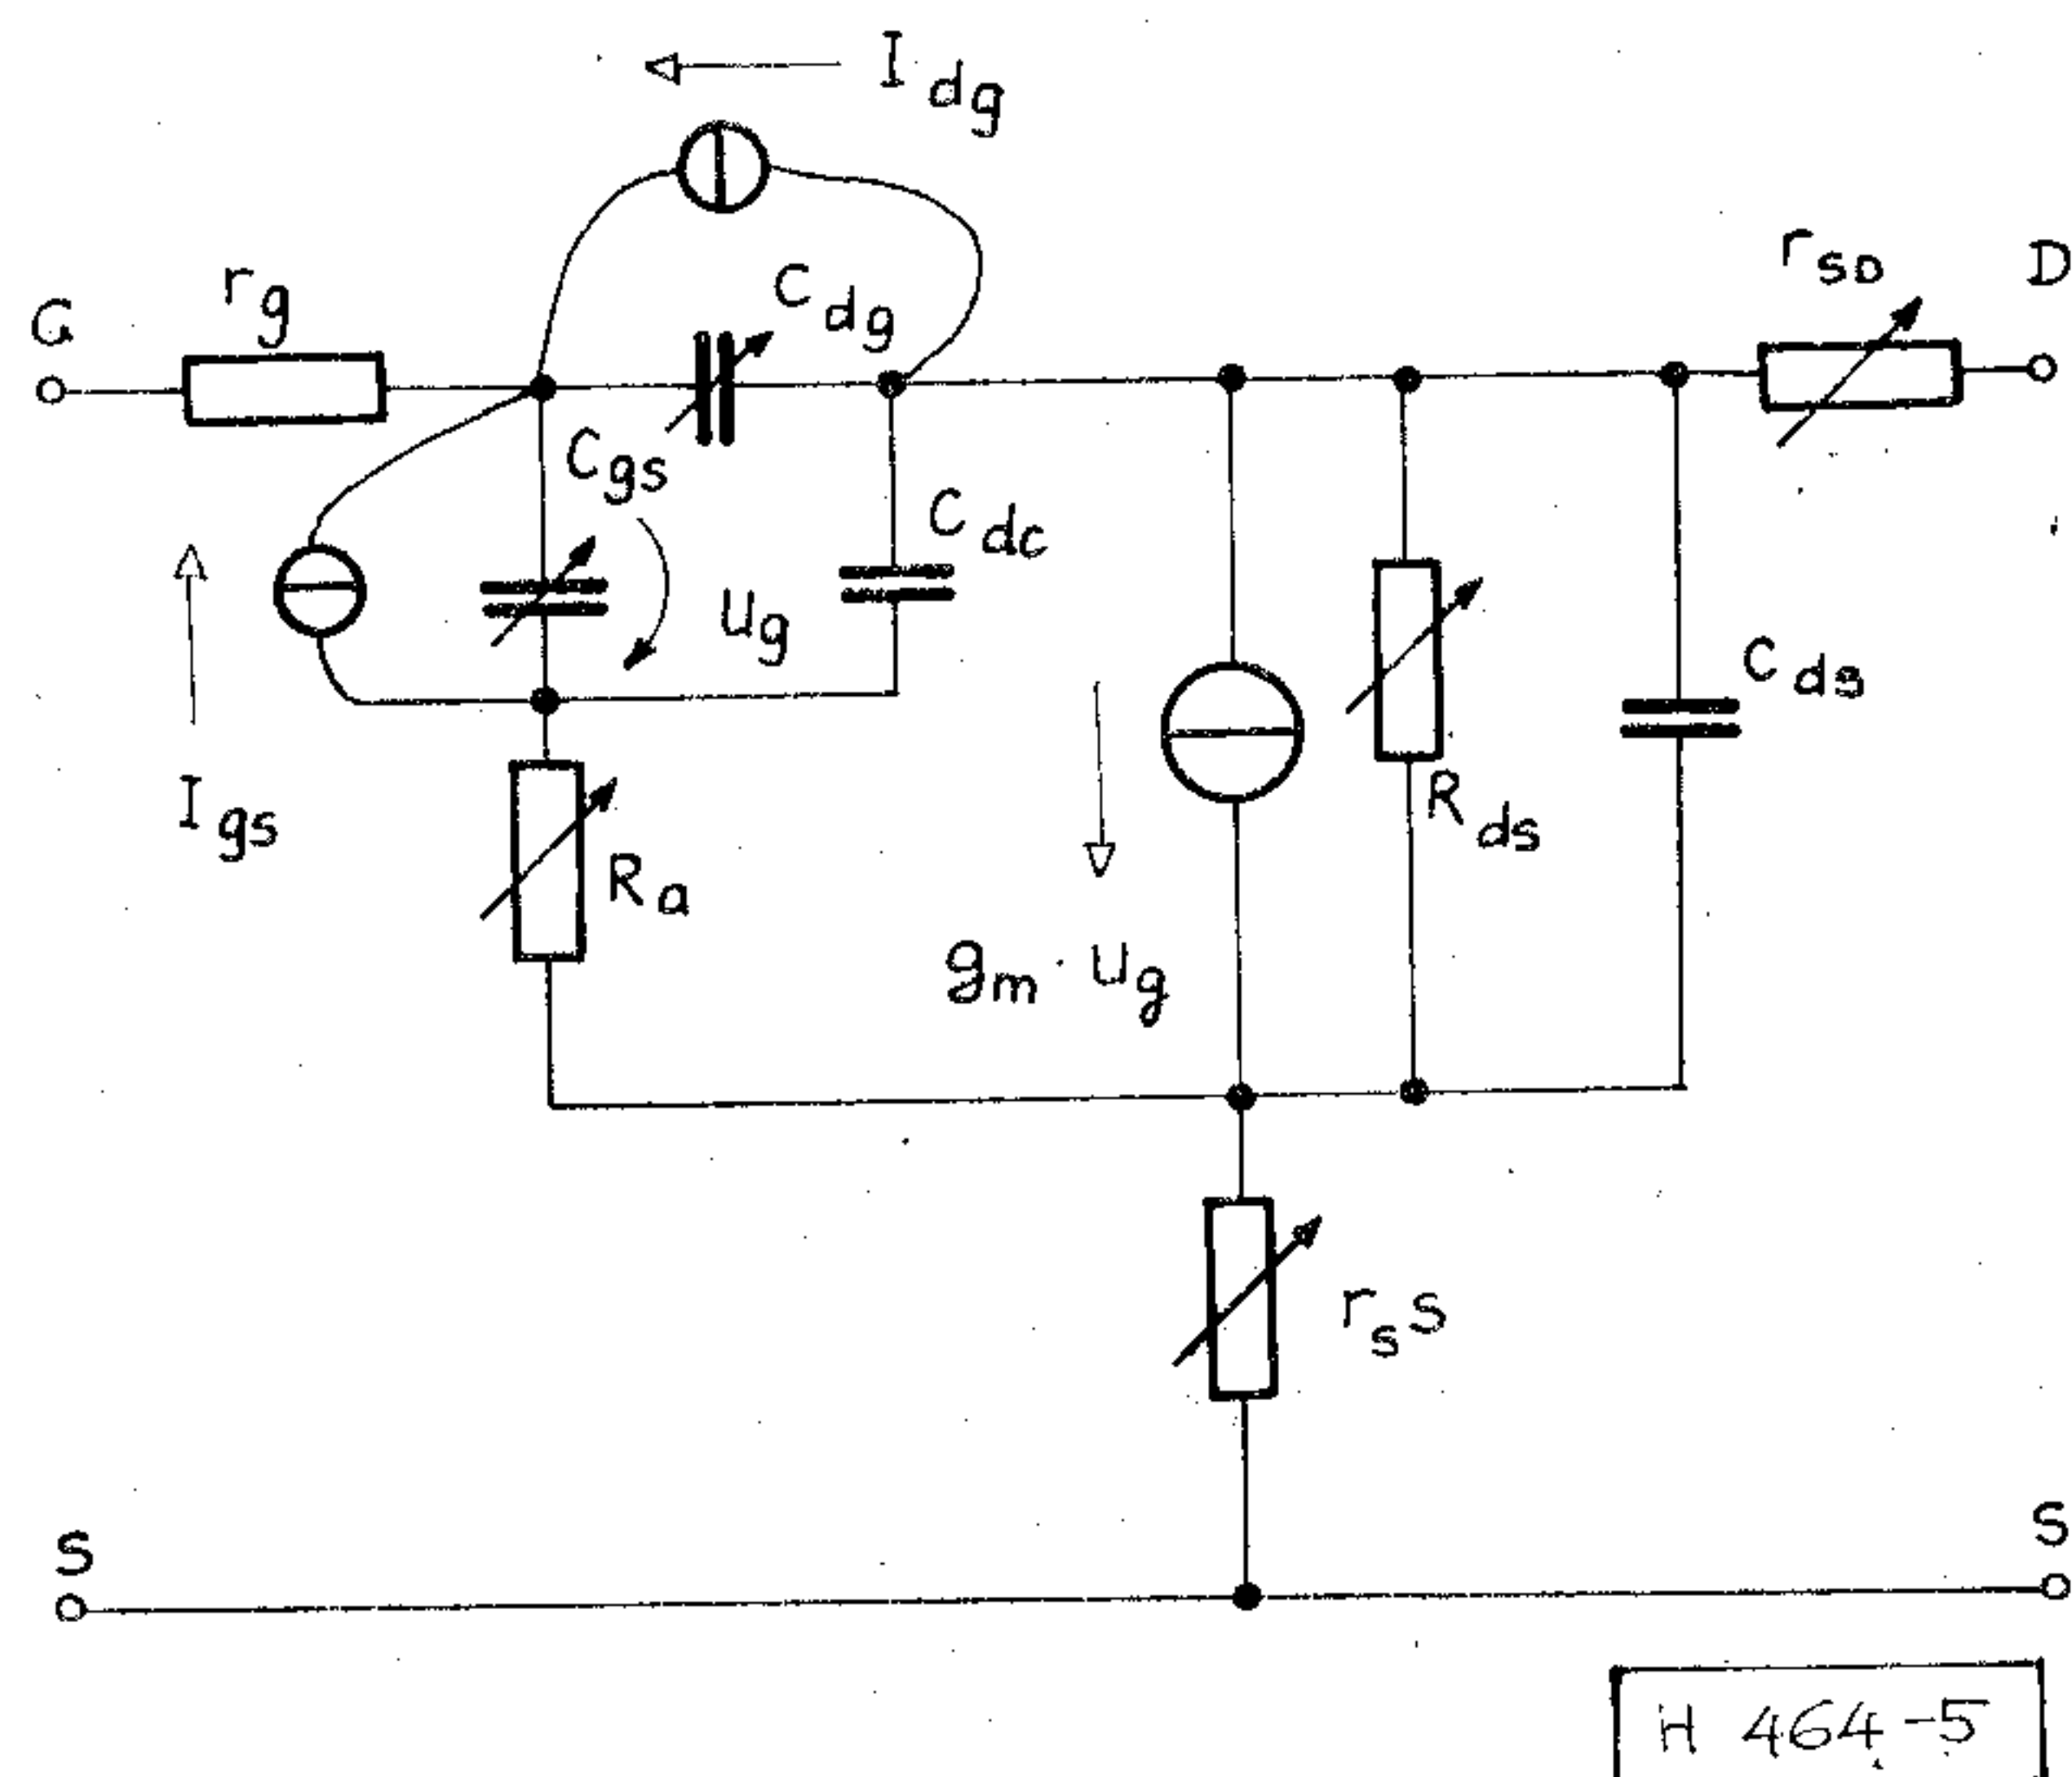 I dg
G
r g
C dg
r so
D
C gs
C dc
u g
C ds
I gs
R a
R ds
g m · u g
r s s
S
S
H 464-5